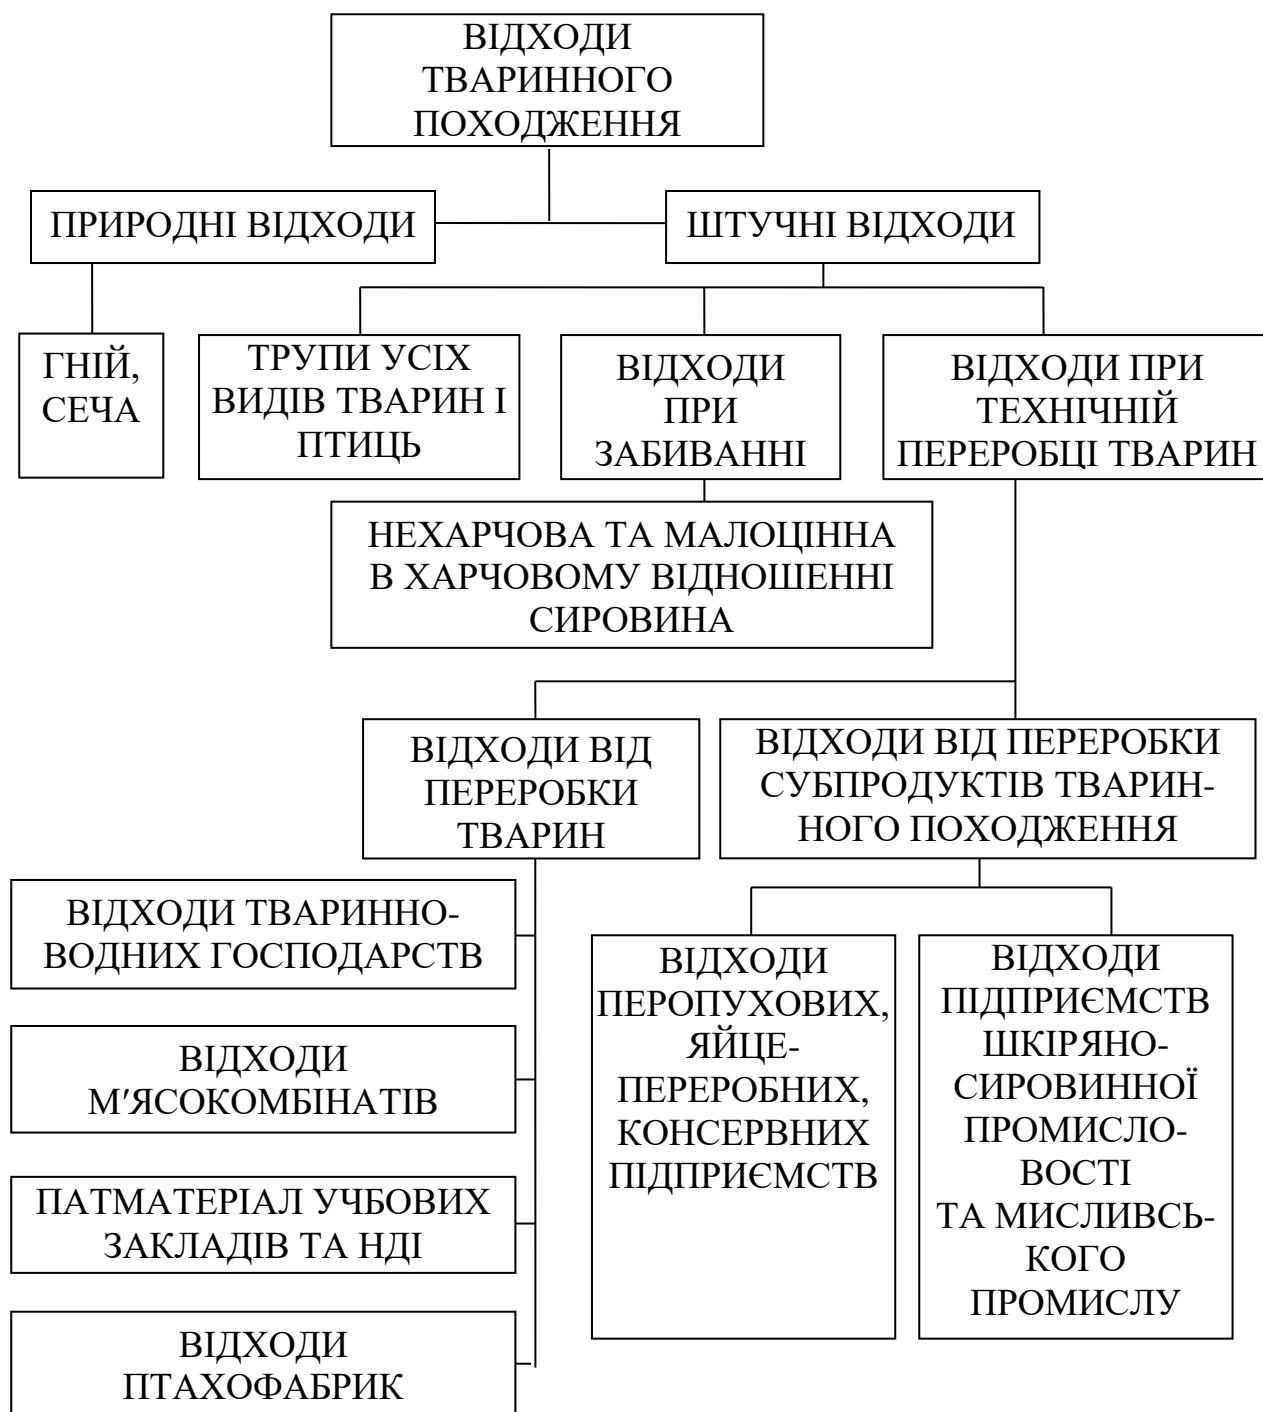 ВІДХОДИ
ТВАРИННОГО
ПОХОДЖЕННЯ
ПРИРОДНІ ВІДХОДИ
ШТУЧНІ ВІДХОДИ
ГНІЙ,
СЕЧА
ТРУПИ УСІХ
ВИДІВ ТВАРИН І
ПТИЦЬ
ВІДХОДИ
ПРИ
ЗАБИВАННІ
ВІДХОДИ ПРИ
ТЕХНІЧНІЙ
ПЕРЕРОБЦІ ТВАРИН
НЕХАРЧОВА ТА МАЛОЦІННА
В ХАРЧОВОМУ ВІДНОШЕННІ
СИРОВИНА
ВІДХОДИ ВІД
ПЕРЕРОБКИ
ТВАРИН
ВІДХОДИ ВІД ПЕРЕРОБКИ
СУБПРОДУКТІВ ТВАРИН-
НОГО ПОХОДЖЕННЯ
ВІДХОДИ ТВАРИННО-
ВОДНИХ ГОСПОДАРСТВ
ВІДХОДИ
М'ЯСОКОМБІНАТІВ
ПАТМАТЕРІАЛ УЧБОВИХ
ЗАКЛАДІВ ТА НДІ
ВІДХОДИ
ПТАХОФАБРИК
ВІДХОДИ
ПЕРОПУХОВИХ,
ЯЙЦЕ-
ПЕРЕРОБНИХ,
КОНСЕРВНИХ
ПІДПРИЄМСТВ
ВІДХОДИ
ПІДПРИЄМСТВ
ШКІРЯНО-
СИРОВИННОЇ
ПРОМИСЛО-
ВОСТІ
ТА МИСЛИВСЬ-
КОГО
ПРОМИСЛУ